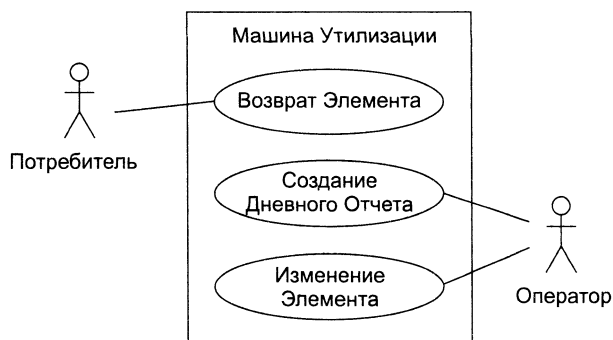 Машина Утилизации
Возврат Элемента
Потребитель
Создание
Дневного Отчета
Изменение
Элемента
Оператор